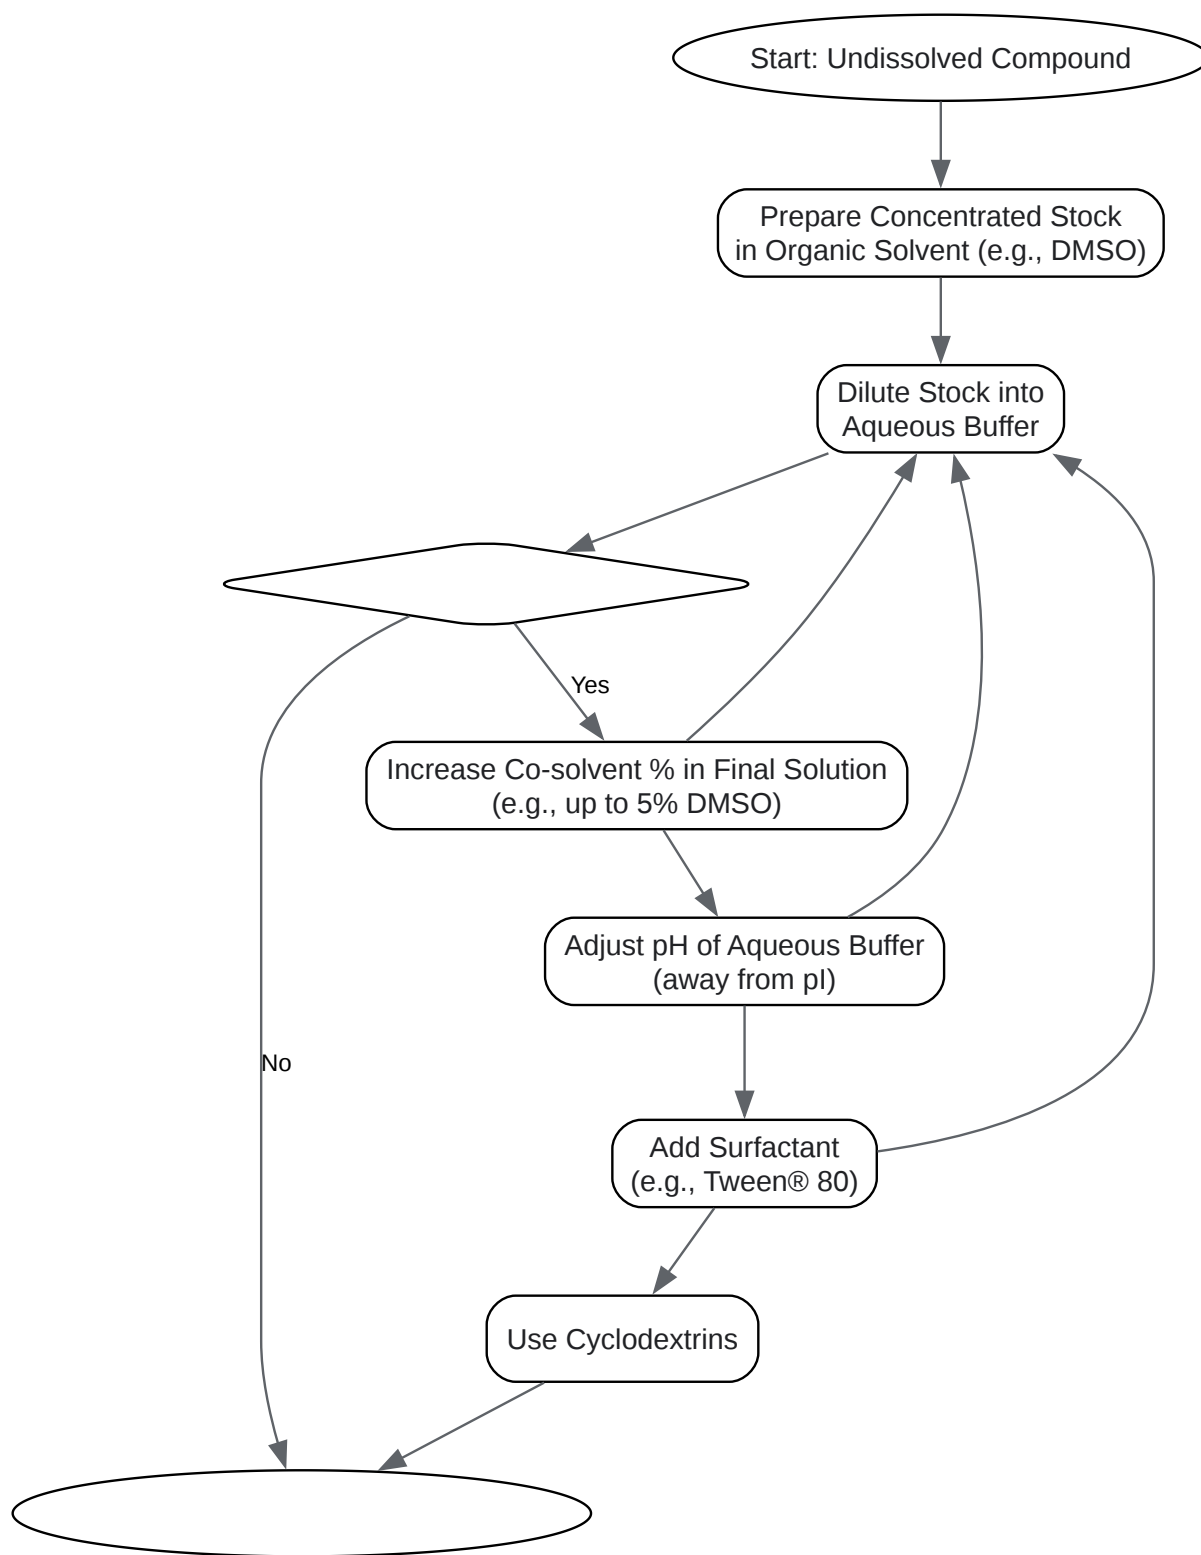 Start: Undissolved Compound
Prepare Concentrated Stock
in Organic Solvent (e.g., DMSO)
Dilute Stock into
Aqueous Buffer
Yes
Increase Co-solvent % in Final Solution
(e.g., up to 5% DMSO)
Adjust pH of Aqueous Buffer
(away from pI)
No
Add Surfactant
(e.g., Tween® 80)
Use Cyclodextrins